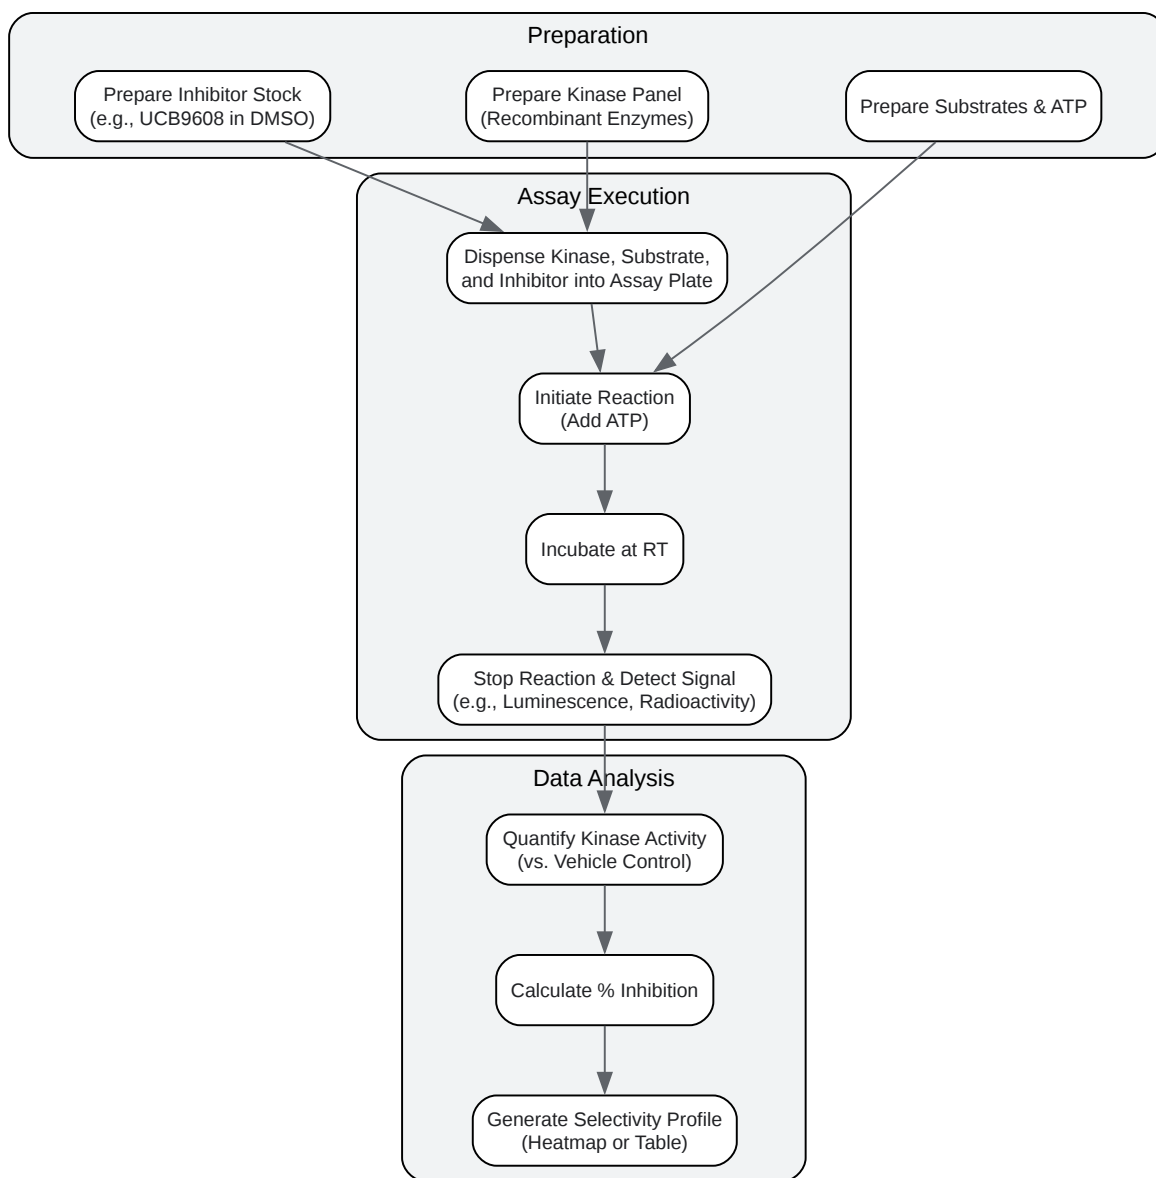 Preparation
Prepare Inhibitor Stock
(e.g., UCB9608 in DMSO)
Prepare Kinase Panel
(Recombinant Enzymes)
Prepare Substrates & ATP
Assay Execution
Dispense Kinase, Substrate,
and Inhibitor into Assay Plate
Initiate Reaction
(Add ATP)
Incubate at RT
Stop Reaction & Detect Signal
(e.g., Luminescence, Radioactivity)
Data Analysis
Quantify Kinase Activity
(vs. Vehicle Control)
Calculate % Inhibition
Generate Selectivity Profile
(Heatmap or Table)